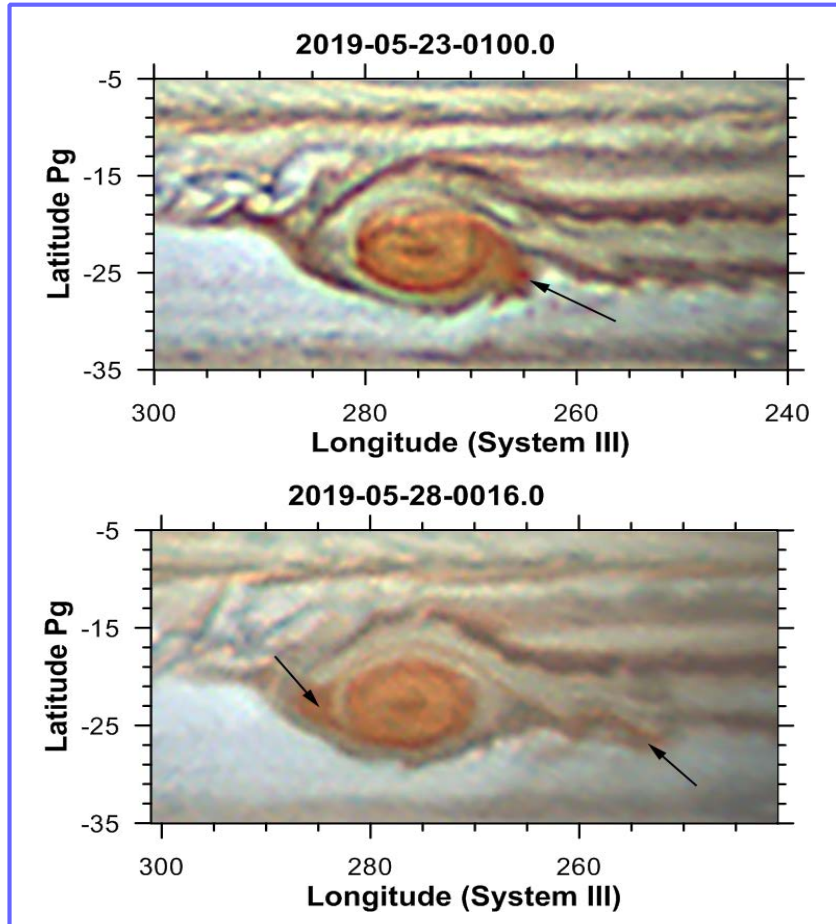 2019-05-23-0100.0
-5
-15
Latitude Pg
-25
-35
300 280 260 240
Longitude (System III)
2019-05-28-0016.0
-5
-15
Latitude Pg
-25
-35
300 280 260
Longitude (System III)